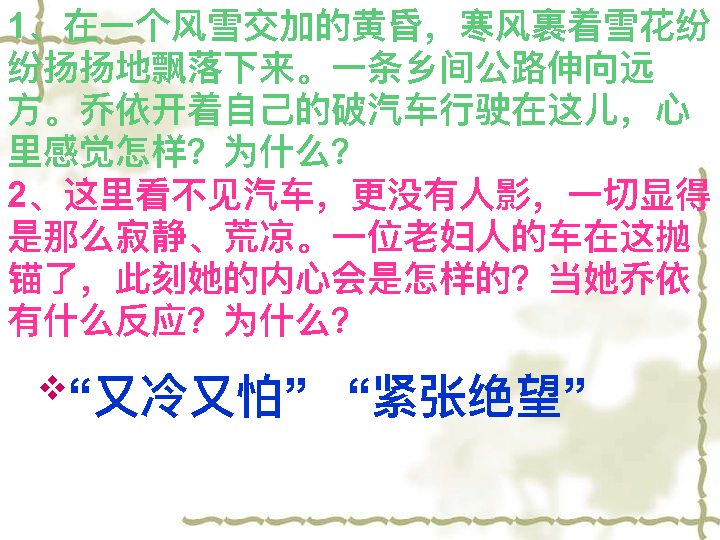 1、在一个风雪交加的黄昏，寒风裹着雪花纷
纷扬扬地飘落下来。一条乡间公路伸向远
方。乔依开着自己的破汽车行驶在这儿，心
里感觉怎样？为什么？
2、这里看不见汽车，更没有人影，一切显得
是那么寂静、荒凉。一位老妇人的车在这抛
锚了，此刻她的内心会是怎样的？当她乔依
有什么反应？为什么？
“又冷又怕” “紧张绝望”